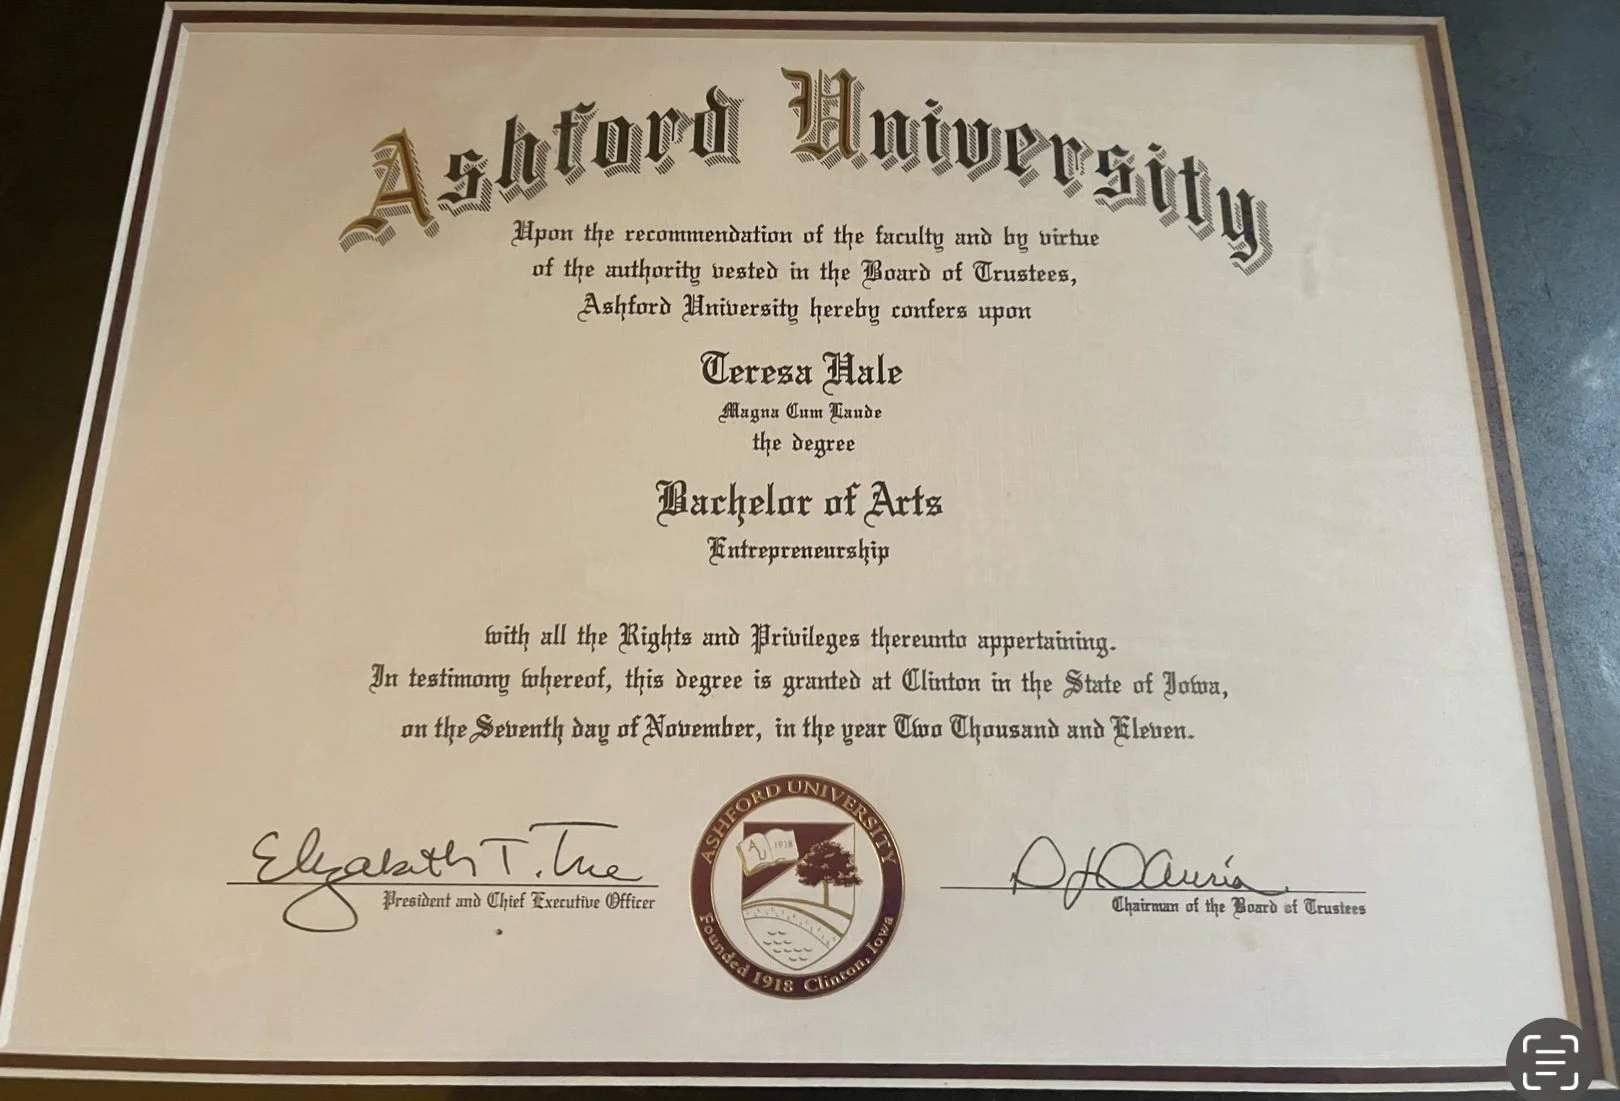 Ashford University
Upon the recommendation of the faculty and by virtue
of the authority vested in the Board of Trustees,
Ashford University hereby confers upon
Teresa Hale
Magna Cum Laude
the degree
Bachelor of Arts
Entrepreneurship
with all the Rights and Privileges thereunto appertaining.
In testimony whereof, this degree is granted at Clinton in the State of Iowa,
on the Seventh day of November, in the year Two Thousand and Eleven.
Elizabeth T. Tice
President and Chief Executive Officer
ASHFORD UNIVERSITY
AU 1918
Founded 1918 Clinton, Iowa
Chairman of the Board of Trustees